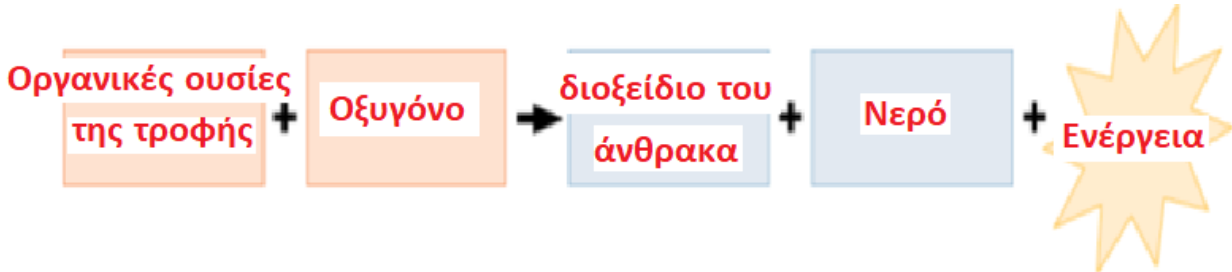 Οργανικές ουσίες
της τροφής
+
Οξυγόνο
διοξείδιο του
άνθρακα
+
Νερό
+
Ενέργεια